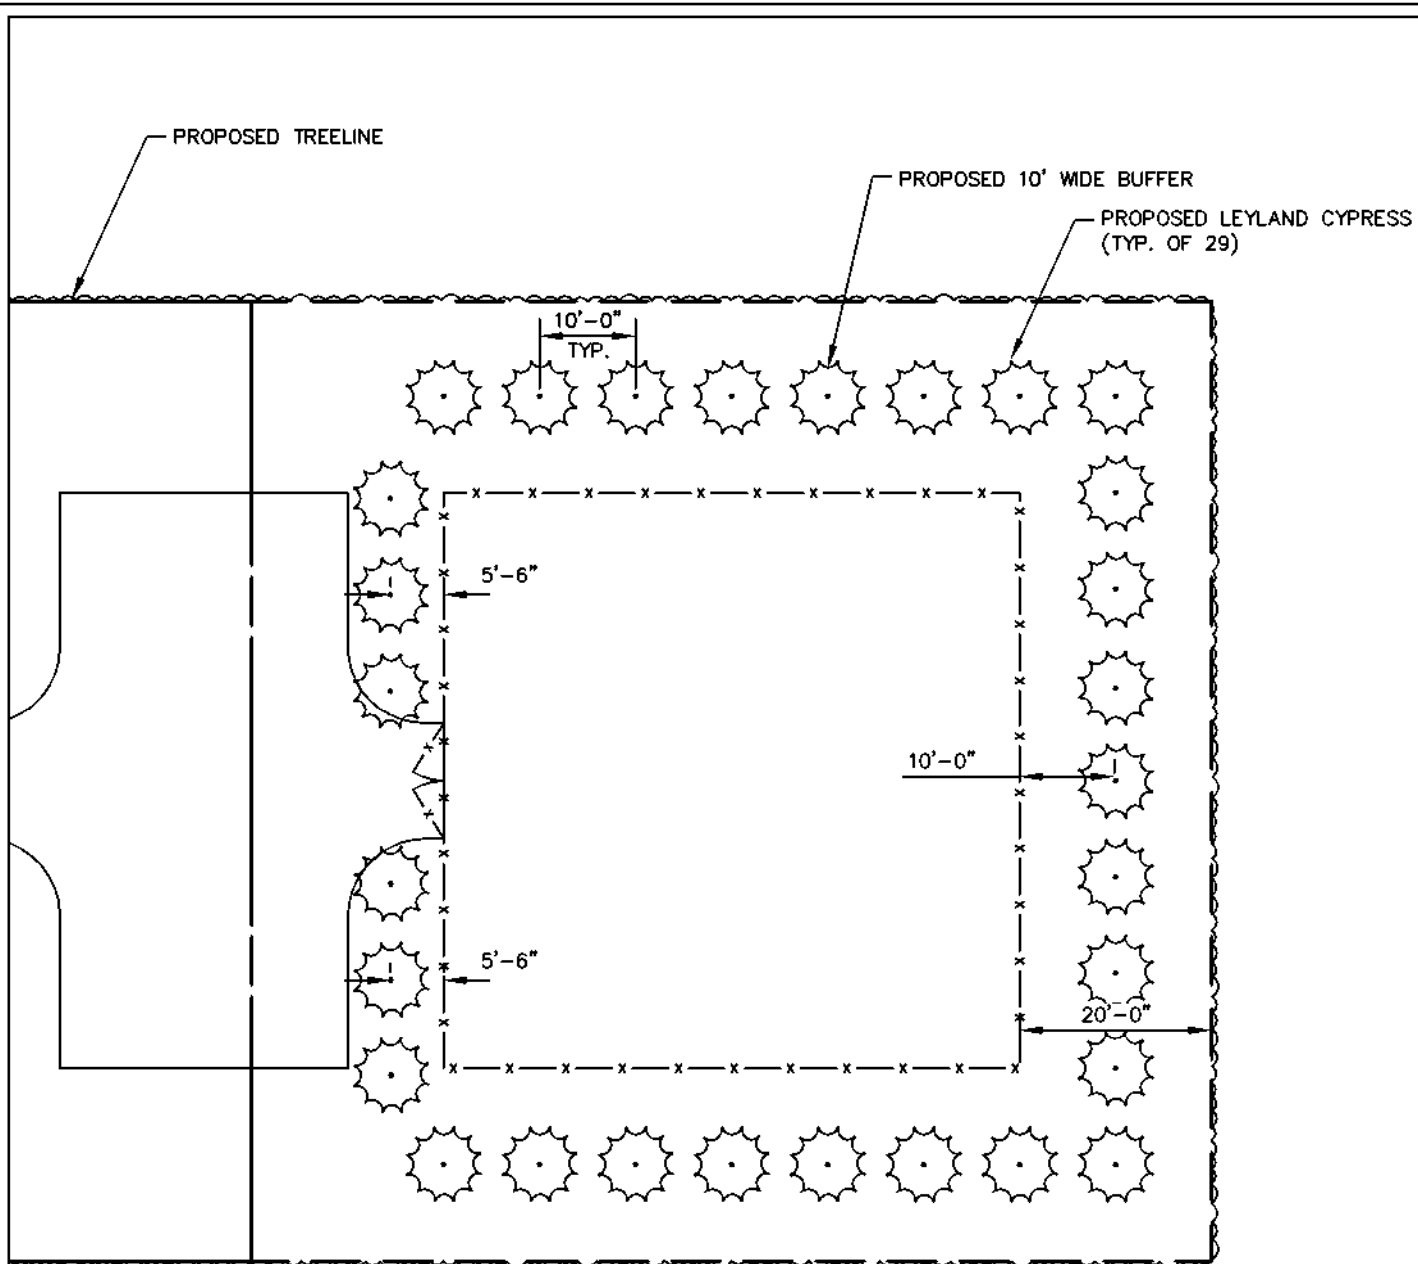 PROPOSED TREELINE
PROPOSED 10' WIDE BUFFER
PROPOSED LEYLAND CYPRESS
(TYP. OF 29)
10'-0"
TYP.
5'-6"
10'-0"
5'-6"
20'-0"